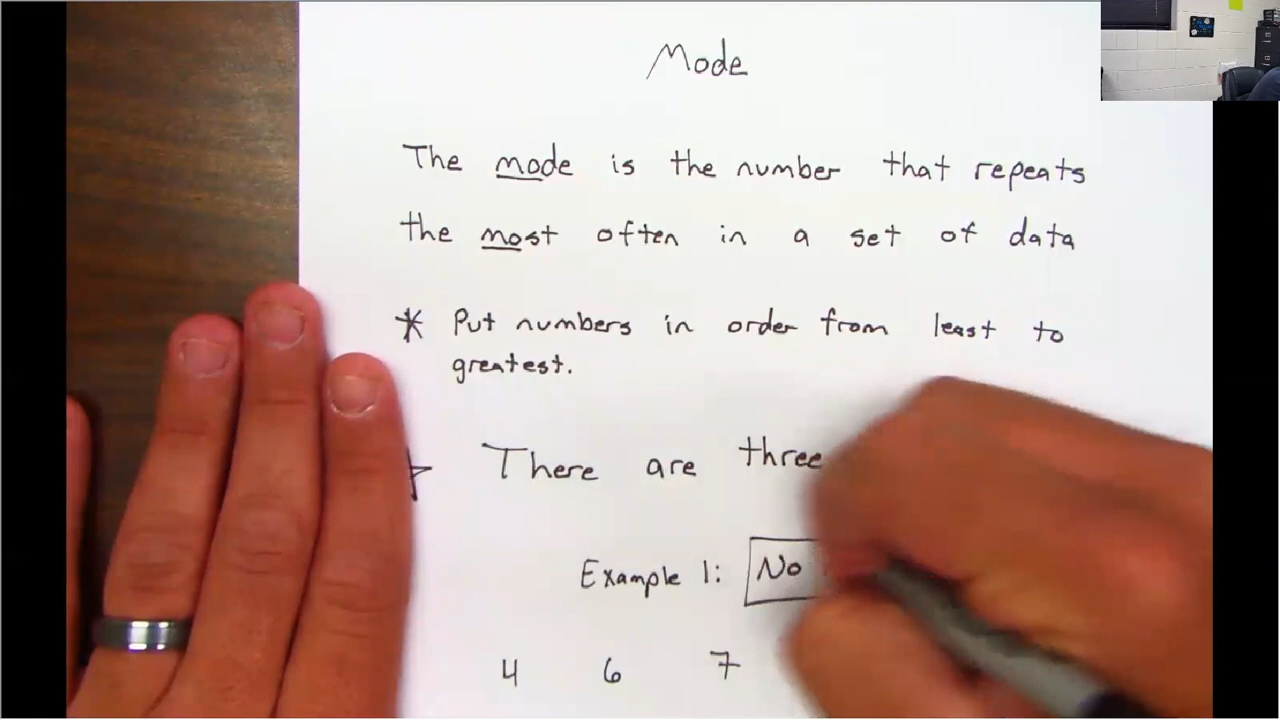 Mode
The mode is the number that repeats
the most often in a set of data
* Put numbers in order from least to
greatest.
There are three
Example 1: No
4 6 7